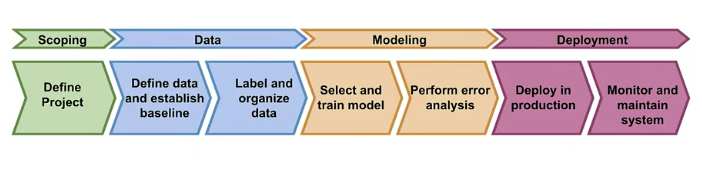 Scoping
Data
Modeling
Deployment
Define
Project
Define data
and establish
baseline
Label and
organize
data
Select and
train model
Perform error
analysis
Deploy in
production
Monitor and
maintain
system